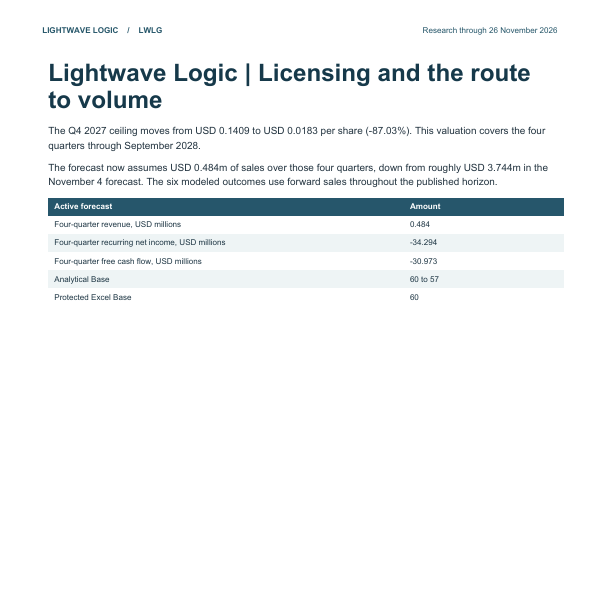 LIGHTWAVE LOGIC / LWLG
Research through 26 November 2026
Lightwave Logic | Licensing and the route
to volume
The Q4 2027 ceiling moves from USD 0.1409 to USD 0.0183 per share (-87.03%). This valuation covers the four
quarters through September 2028.
The forecast now assumes USD 0.484m of sales over those four quarters, down from roughly USD 3.744m in the
November 4 forecast. The six modeled outcomes use forward sales throughout the published horizon.
Active forecast Amount
Four-quarter revenue, USD millions 0.484
Four-quarter recurring net income, USD millions -34.294
Four-quarter free cash flow, USD millions -30.973
Analytical Base 60 to 57
Protected Excel Base 60